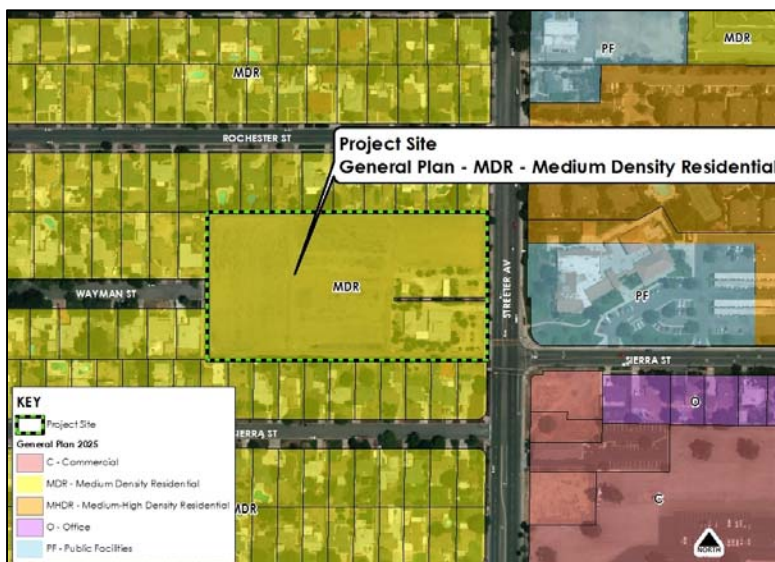 MDR
PF
MDR
ROCHESTER ST
Project Site
General Plan - MDR - Medium Density Residential
WAYMAN ST
MDR
STREETER AV
PF
SIERRA ST
KEY
Project Site
General Plan 2025
C - Commercial
MDR - Medium Density Residential
MHDR - Medium-High Density Residential
O - Office
PF - Public Facilities
SIERRA ST
MDR
O
C
NORTH